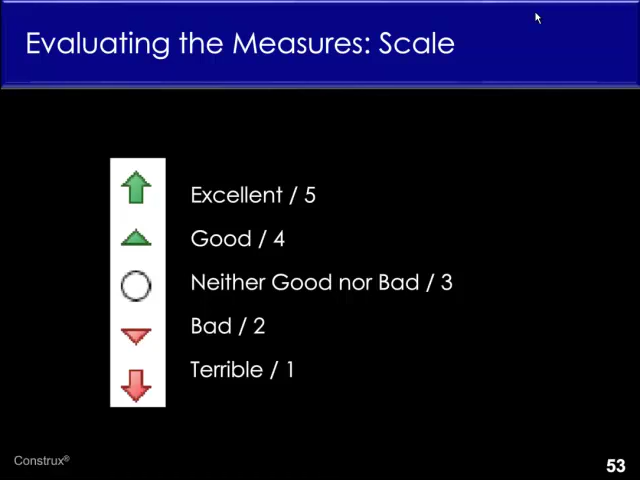 Evaluating the Measures: Scale
Excellent / 5
Good / 4
Neither Good nor Bad / 3
Bad / 2
Terrible / 1
Construx®
53